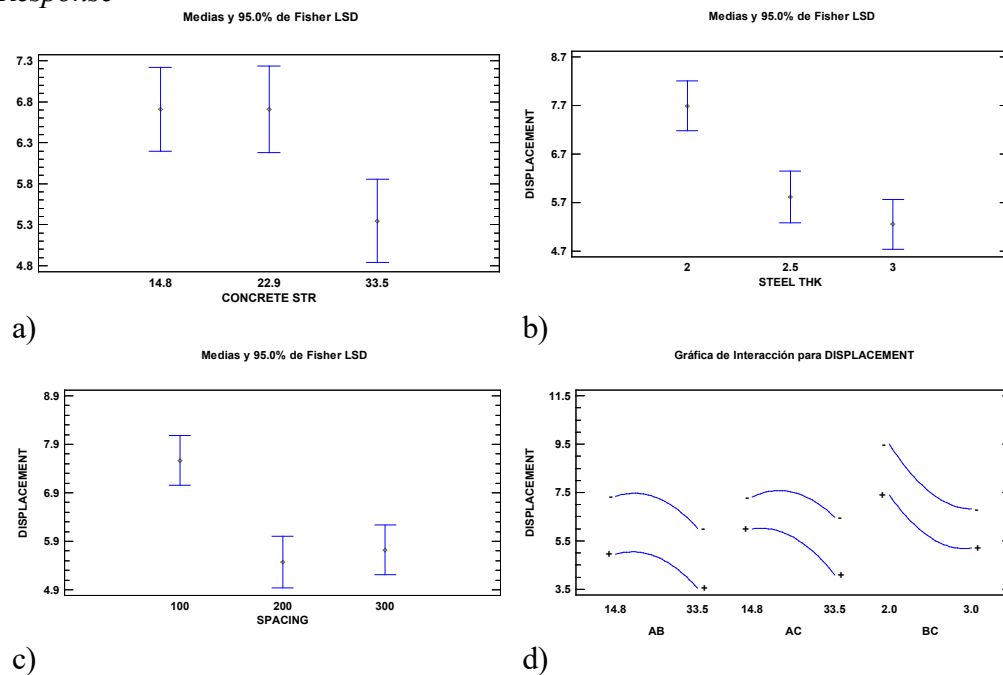 Response
Medias y 95.0% de Fisher LSD
7.3
6.8
6.3
5.8
5.3
4.8
14.8 22.9 33.5
CONCRETE STR
a)
Medias y 95.0% de Fisher LSD
DISPLACEMENT
8.7
7.7
6.7
5.7
4.7
2 2.5 3
STEEL THK
b)
Medias y 95.0% de Fisher LSD
DISPLACEMENT
8.9
7.9
6.9
5.9
4.9
100 200 300
SPACING
c)
Gráfica de Interacción para DISPLACEMENT
DISPLACEMENT
11.5
9.5
7.5
5.5
3.5
- - - - - -
+ + + + + +
14.8 33.5 14.8 33.5 2.0 3.0
AB AC BC
d)